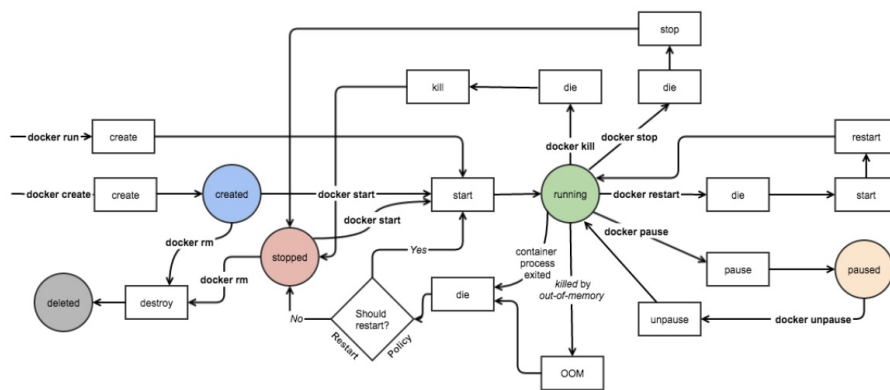 stop
kill
die
die
docker kill
docker stop
docker run
create
restart
docker create
create
created
docker start
start
running
docker restart
die
start
docker start
docker rm
docker pause
stopped
Yes
container
process
exited
killed by
out-of-memory
pause
paused
docker rm
deleted
destroy
No
Should
restart?
Restart
Policy
die
unpause
docker unpause
OOM